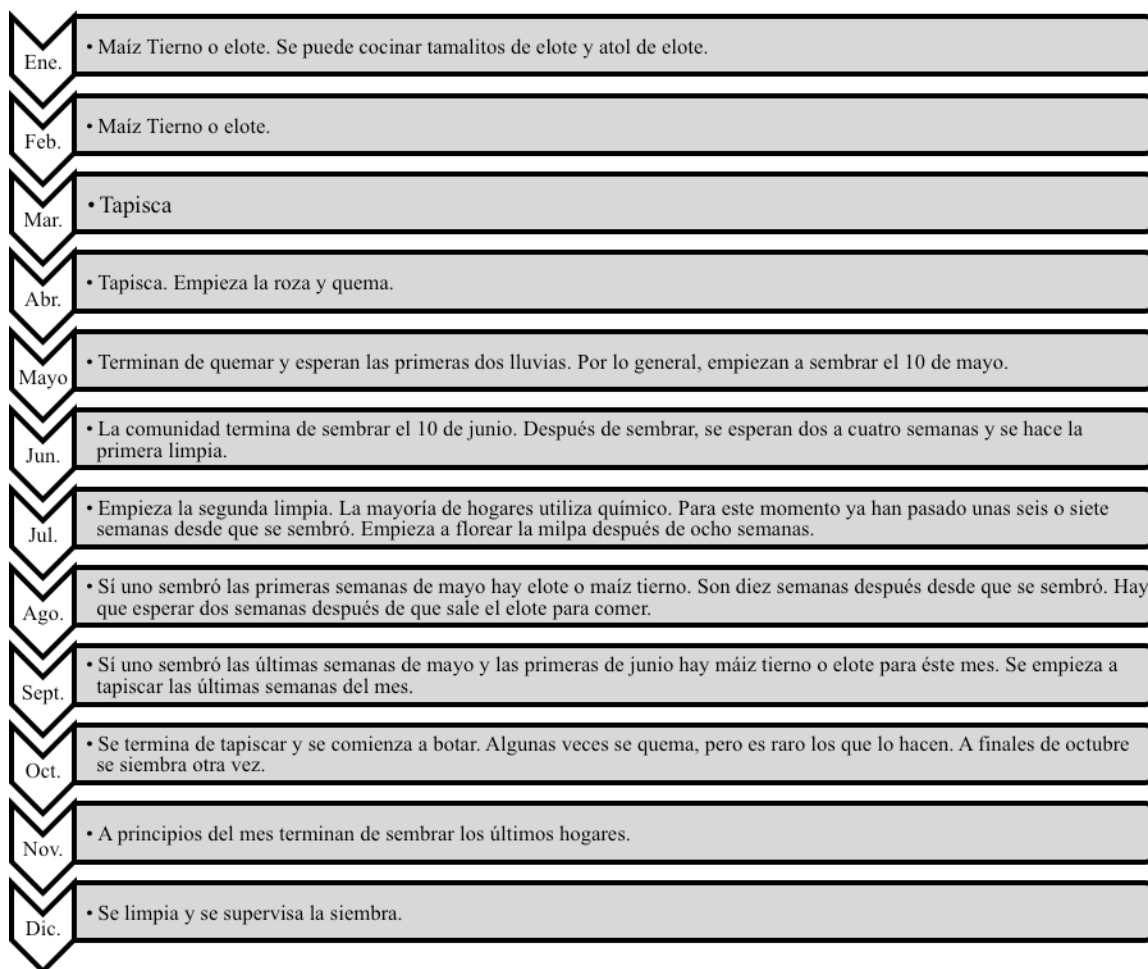 Ene.
• Maíz Tierno o elote. Se puede cocinar tamalitos de elote y atol de elote.
Feb.
• Maíz Tierno o elote.
Mar.
• Tapisca
Abr.
• Tapisca. Empieza la roza y quema.
Mayo
• Terminan de quemar y esperan las primeras dos lluvias. Por lo general, empiezan a sembrar el 10 de mayo.
Jun.
• La comunidad termina de sembrar el 10 de junio. Después de sembrar, se esperan dos a cuatro semanas y se hace la
primera limpia.
Jul.
• Empieza la segunda limpia. La mayoría de hogares utiliza químico. Para este momento ya han pasado unas seis o siete
semanas desde que se sembró. Empieza a florear la milpa después de ocho semanas.
Ago.
• Sí uno sembró las primeras semanas de mayo hay elote o maíz tierno. Son diez semanas después desde que se sembró. Hay
que esperar dos semanas después de que sale el elote para comer.
Sept.
• Sí uno sembró las últimas semanas de mayo y las primeras de junio hay máiz tierno o elote para éste mes. Se empieza a
tapiscar las últimas semanas del mes.
Oct.
• Se termina de tapiscar y se comienza a botar. Algunas veces se quema, pero es raro los que lo hacen. A finales de octubre
se siembra otra vez.
Nov.
• A principios del mes terminan de sembrar los últimos hogares.
Dic.
• Se limpia y se supervisa la siembra.